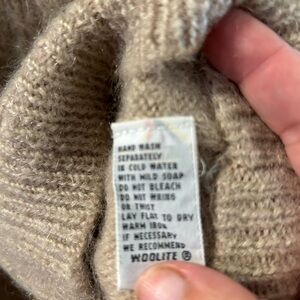 HAND WASH
SEPARATELY
IN COLD WATER
WITH MILD SOAP
DO NOT BLEACH
DO NOT WRING
OR TWIST
LAY FLAT TO DRY
WARM IRON
IF NECESSARY
WE RECOMMEND
WOOLITE ®